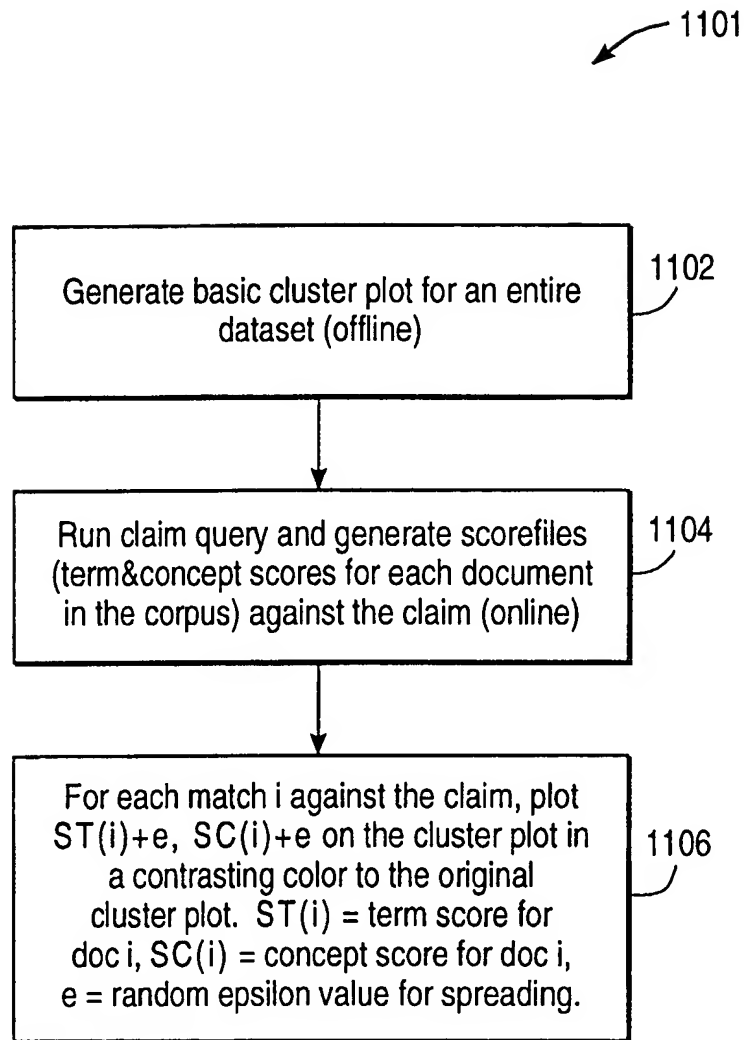 1101
Generate basic cluster plot for an entire
dataset (offline)
1102
Run claim query and generate scorefiles
(term&concept scores for each document
in the corpus) against the claim (online)
1104
For each match i against the claim, plot
ST(i)+e, SC(i)+e on the cluster plot in
a contrasting color to the original
cluster plot. ST(i) = term score for
doc i, SC(i) = concept score for doc i,
e = random epsilon value for spreading.
1106